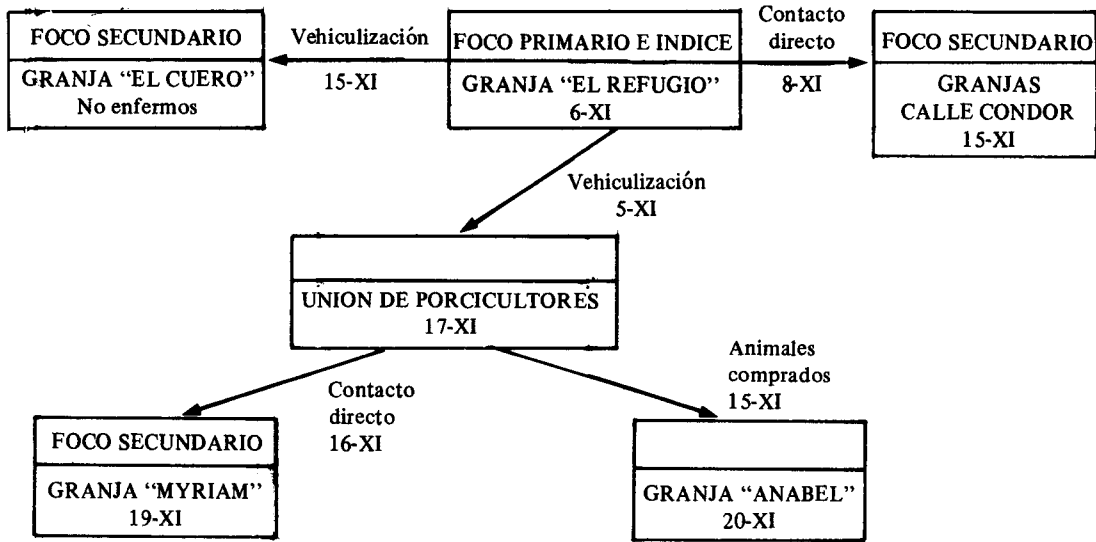 FOCO SECUNDARIO
GRANJA “EL CUERO”
No enfermos
Vehiculización
15-XI
FOCO PRIMARIO E INDICE
GRANJA “EL REFUGIO”
6-XI
Contacto
directo
8-XI
FOCO SECUNDARIO
GRANJAS
CALLE CONDOR
15-XI
Vehiculización
5-XI
UNION DE PORCICULTORES
17-XI
Contacto
directo
16-XI
Animales
comprados
15-XI
FOCO SECUNDARIO
GRANJA “MYRIAM”
19-XI
GRANJA “ANABEL”
20-XI